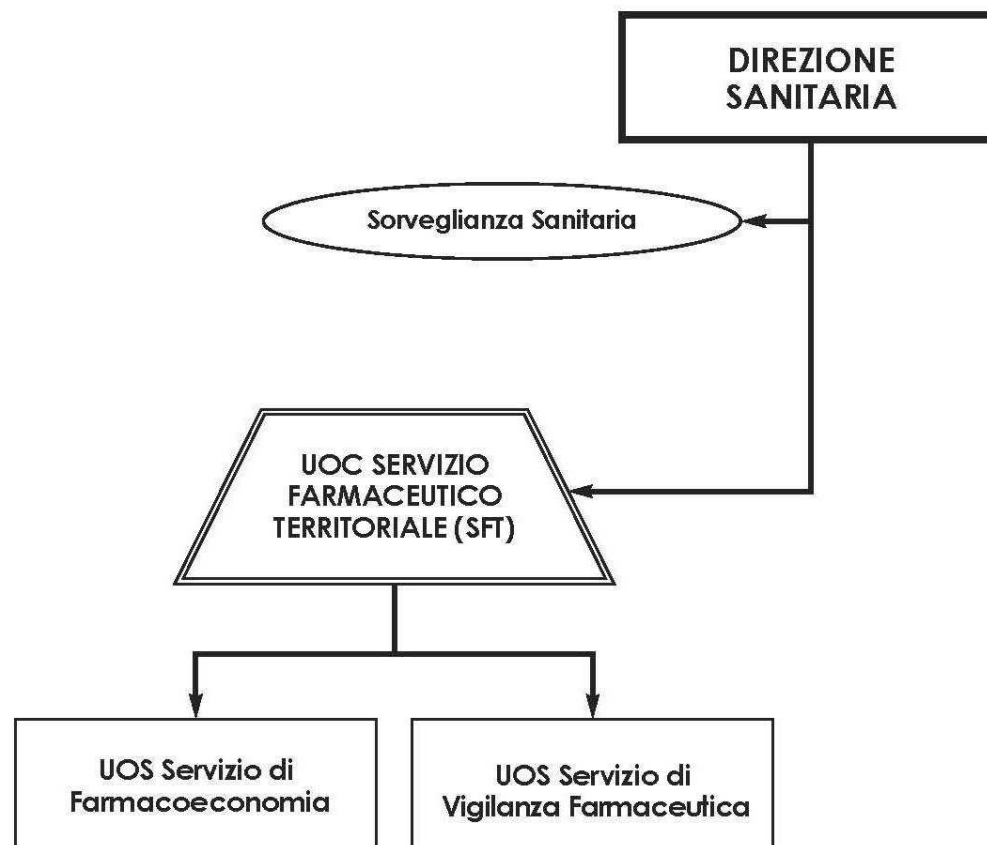 DIREZIONE
SANITARIA
Sorveglianza Sanitaria
UOC SERVIZIO
FARMACEUTICO
TERRITORIALE (SFT)
UOS Servizio di
Farmacoeconomia
UOS Servizio di
Vigilanza Farmaceutica